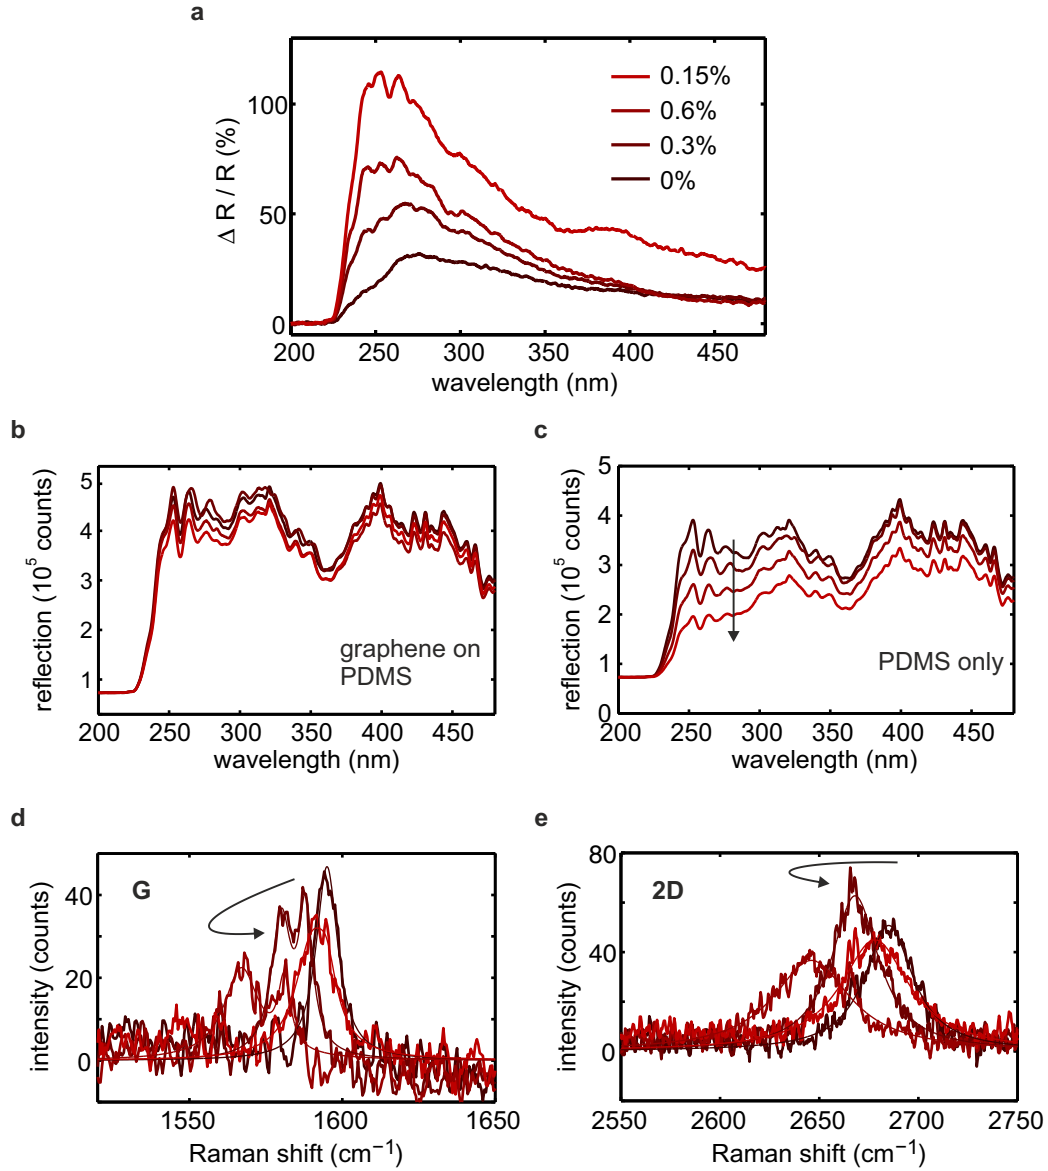 a
Δ R / R (%)
100
50
0
0.15%
0.6%
0.3%
0%
200 250 300 350 400 450
wavelength (nm)
b
reflection (10⁵ counts)
5
4
3
2
1
graphene on
PDMS
200 250 300 350 400 450
wavelength (nm)
c
reflection (10⁵ counts)
5
4
3
2
1
0
PDMS only
200 250 300 350 400 450
wavelength (nm)
d
intensity (counts)
40
20
0
G
1550 1600 1650
Raman shift (cm⁻¹)
e
intensity (counts)
80
40
0
2D
2550 2600 2650 2700 2750
Raman shift (cm⁻¹)